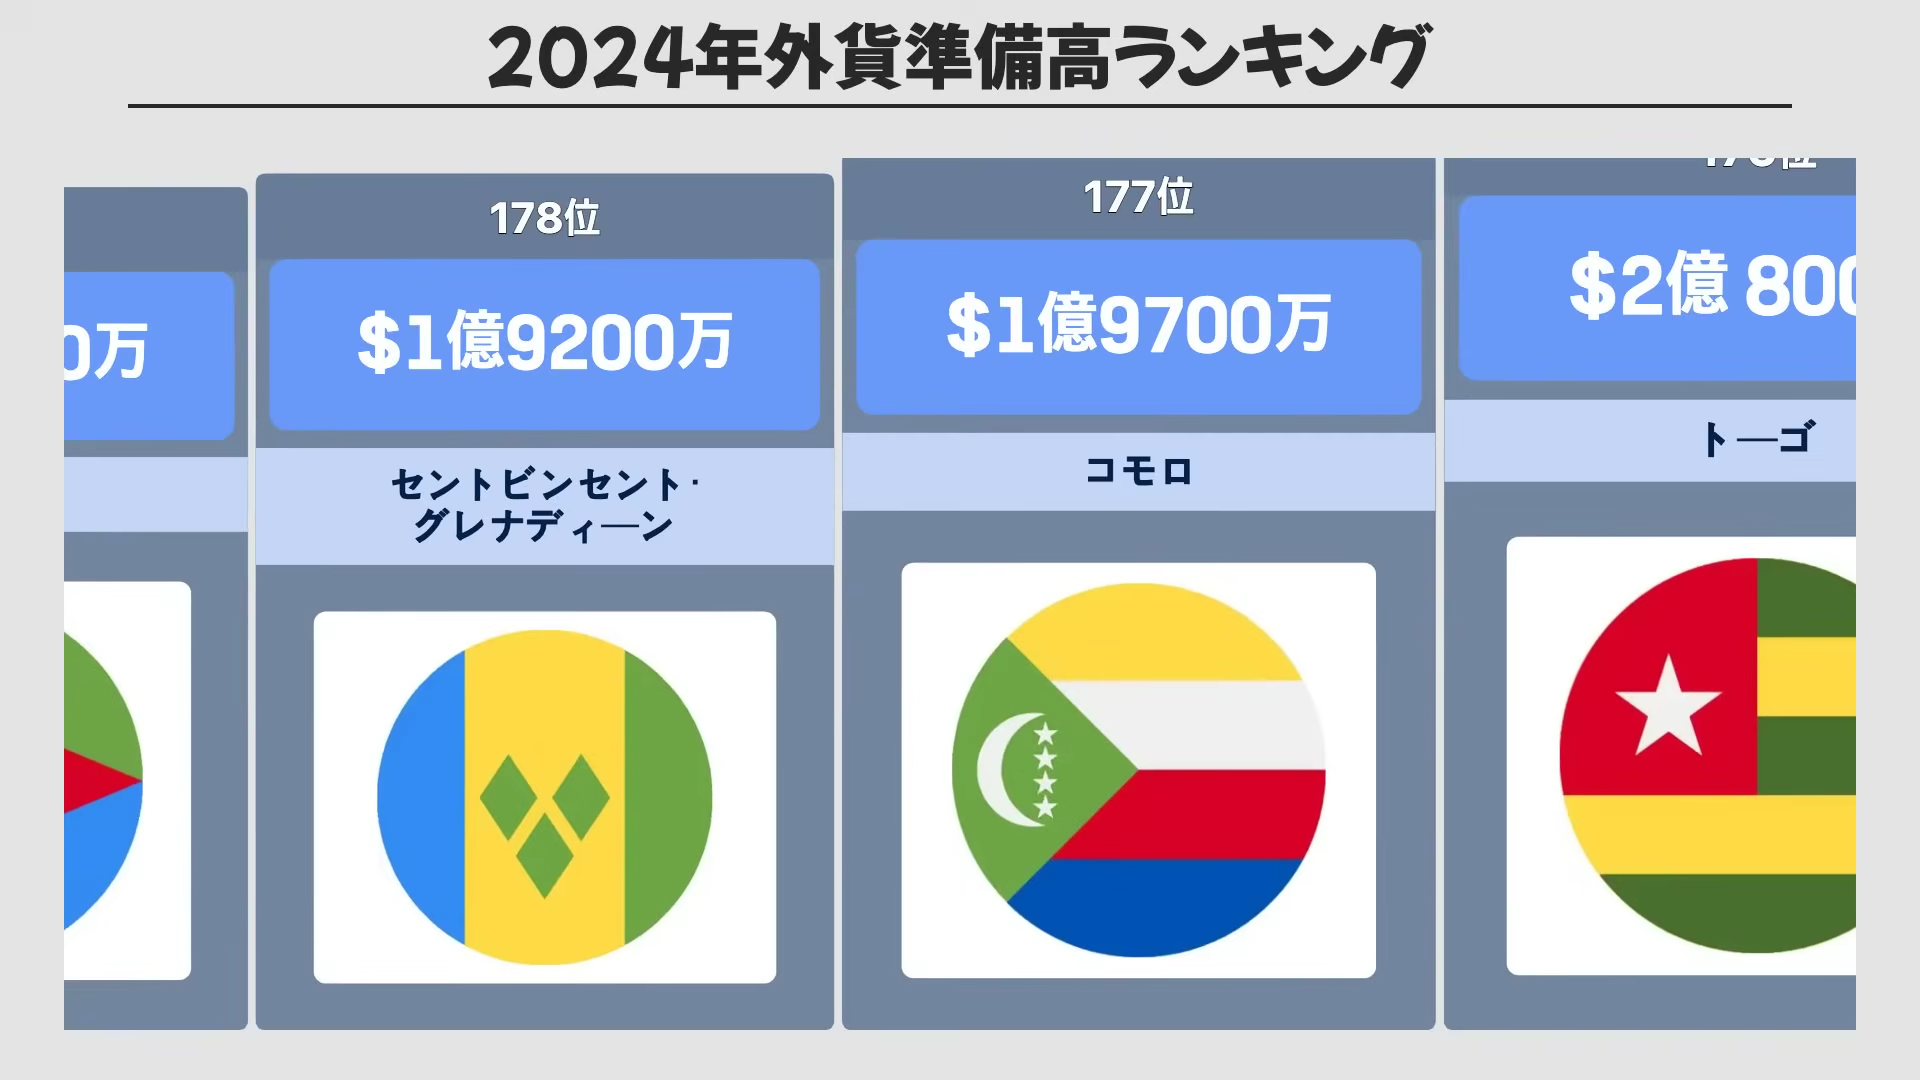 2024年外貨準備高ランキング
0万
178位
$1億9200万
セントビンセント·
グレナディーン
177位
$1億9700万
コモロ
$2億 800
トーゴ